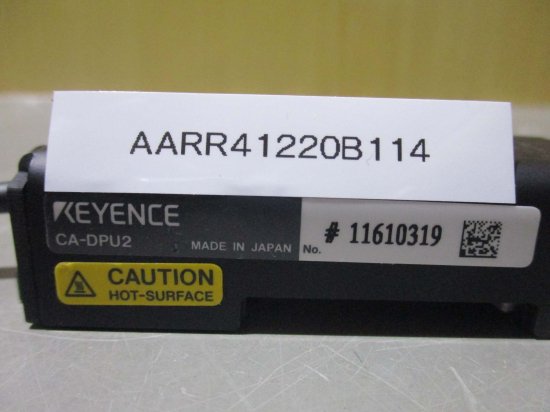 AARR41220B114
KEYENCE
CA-DPU2
MADE IN JAPAN No. # 11610319
CAUTION
HOT-SURFACE